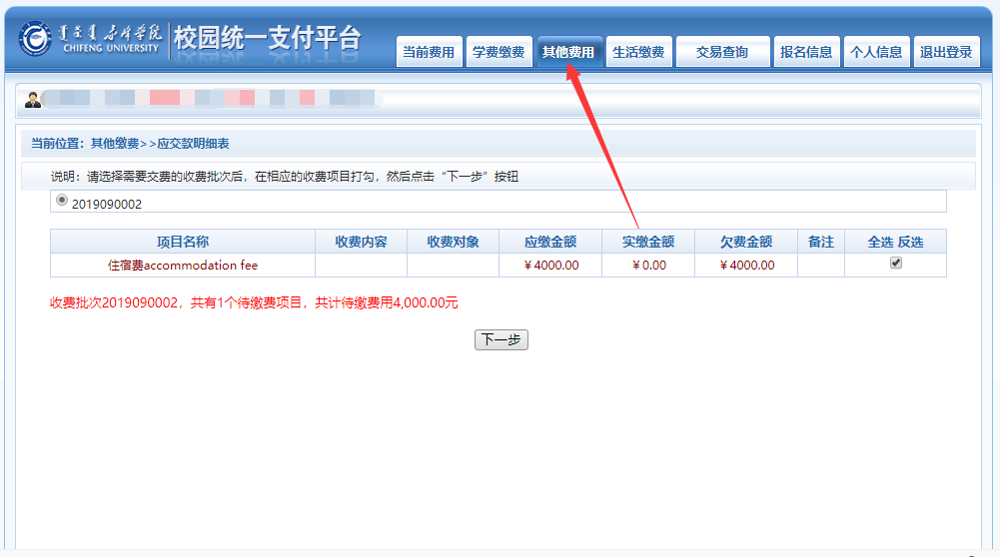 CHIFENG UNIVERSITY
校园统一支付平台
当前费用 学费缴费 其他费用 生活缴费 交易查询 报名信息 个人信息 退出登录
当前位置：其他缴费>>应交款明细表
说明：请选择需要交费的收费批次后，在相应的收费项目打勾，然后点击“下一步”按钮
2019090002
项目名称 收费内容 收费对象 应缴金额 实缴金额 欠费金额 备注 全选 反选
住宿费accommodation fee ￥4000.00 ￥0.00 ￥4000.00
收费批次2019090002，共有1个待缴费项目，共计待缴费用4,000.00元
下一步